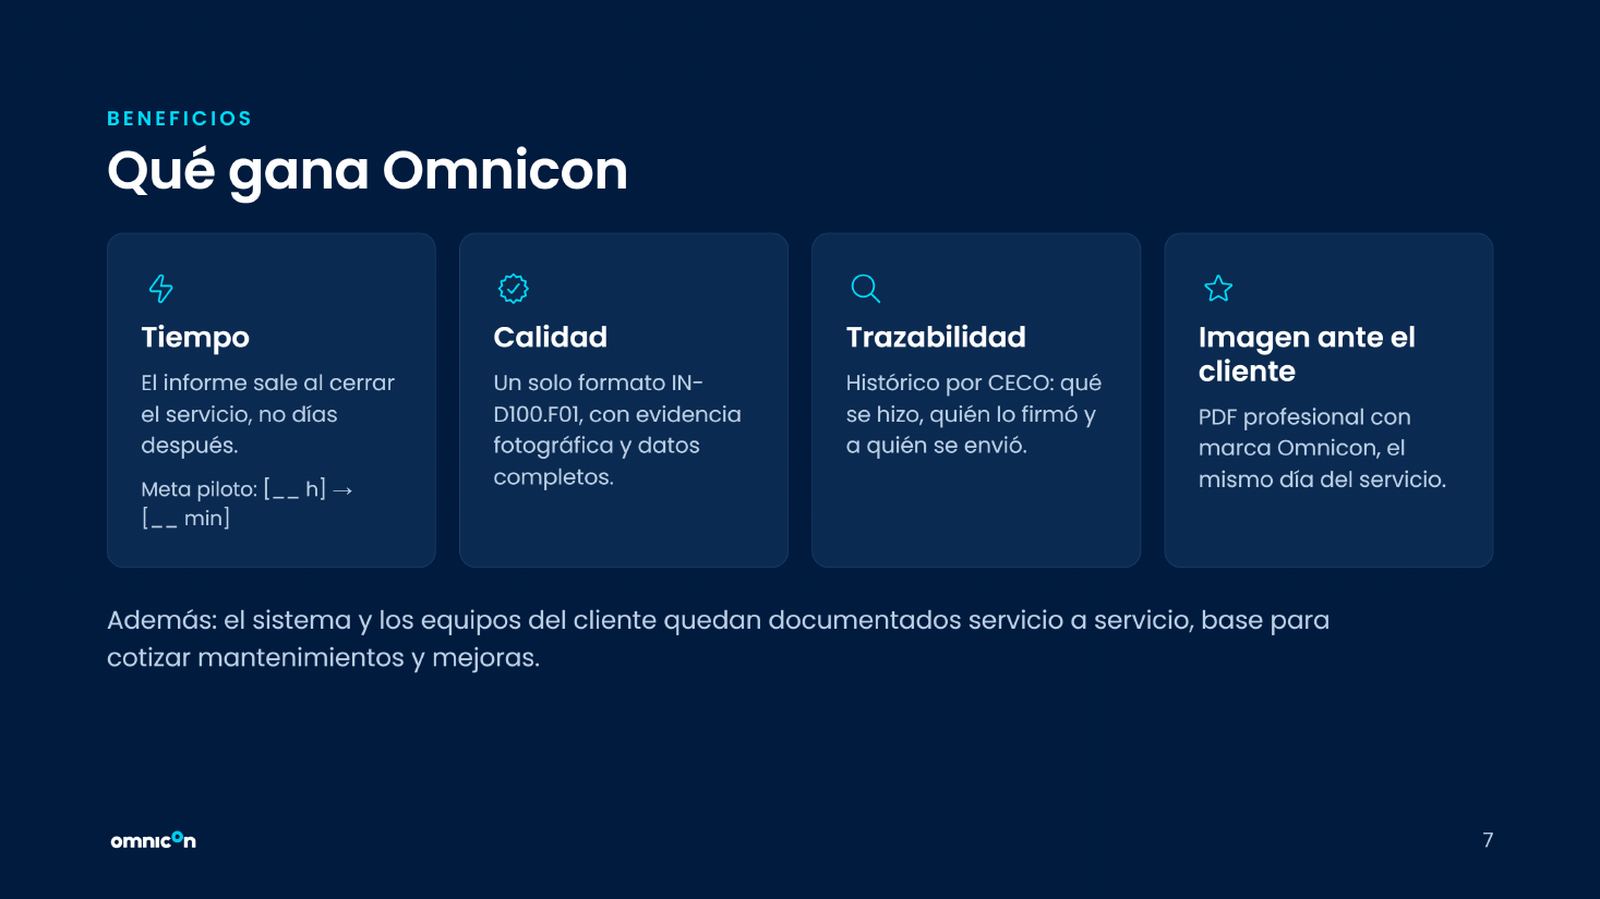 BENEFICIOS
Qué gana Omnicon
Tiempo
El informe sale al cerrar
el servicio, no días
después.
Meta piloto: [__ h] →
[__ min]
Calidad
Un solo formato IN-
D100.F01, con evidencia
fotográfica y datos
completos.
Trazabilidad
Histórico por CECO: qué
se hizo, quién lo firmó y
a quién se envió.
Imagen ante el
cliente
PDF profesional con
marca Omnicon, el
mismo día del servicio.
Además: el sistema y los equipos del cliente quedan documentados servicio a servicio, base para
cotizar mantenimientos y mejoras.
omnicon
7